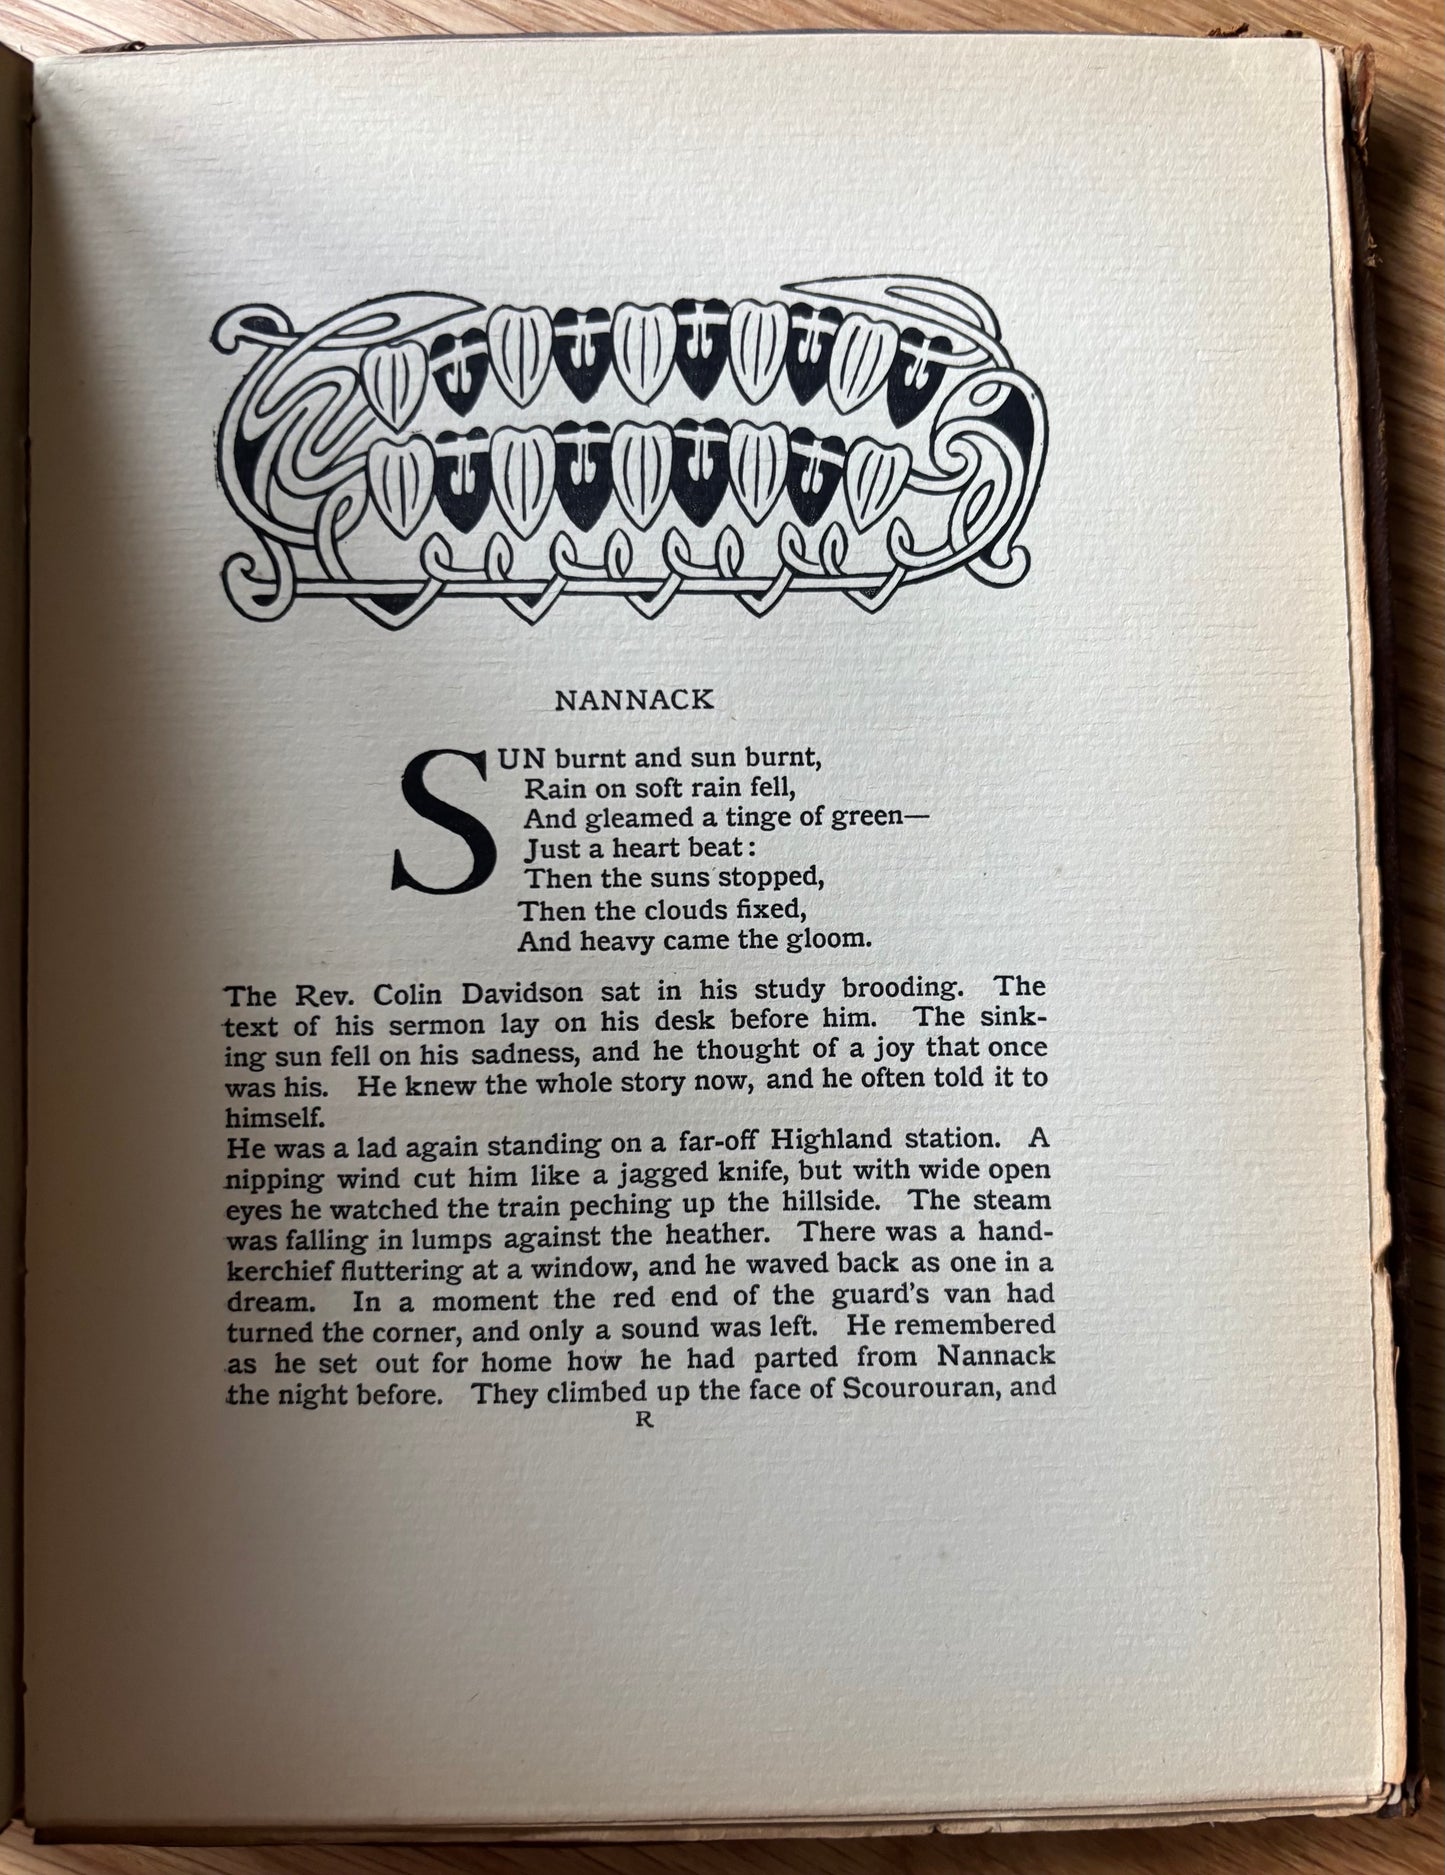 NANNACK
SUN burnt and sun burnt,
Rain on soft rain fell,
And gleamed a tinge of green—
Just a heart beat:
Then the suns stopped,
Then the clouds fixed,
And heavy came the gloom.
The Rev. Colin Davidson sat in his study brooding. The
text of his sermon lay on his desk before him. The sink-
ing sun fell on his sadness, and he thought of a joy that once
was his. He knew the whole story now, and he often told it to
himself.
He was a lad again standing on a far-off Highland station. A
nipping wind cut him like a jagged knife, but with wide open
eyes he watched the train peching up the hillside. The steam
was falling in lumps against the heather. There was a hand-
kerchief fluttering at a window, and he waved back as one in a
dream. In a moment the red end of the guard's van had
turned the corner, and only a sound was left. He remembered
as he set out for home how he had parted from Nannack
the night before. They climbed up the face of Scourouran, and
R